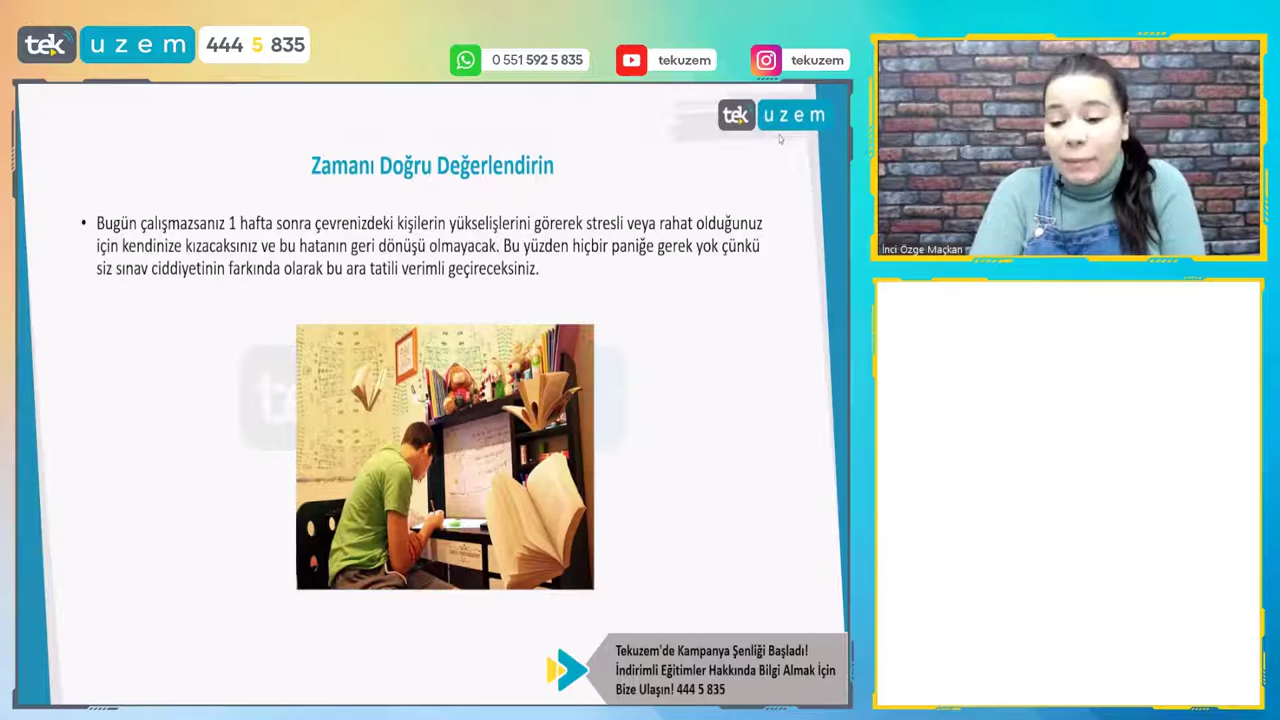 tek uzem 444 5 835
0 551 592 5 835
tekuzem
tekuzem
tek uzem
Zamanı Doğru Değerlendirin
• Bugün çalışmazsanız 1 hafta sonra çevrenizdeki kişilerin yükselişlerini görerek stresli veya rahat olduğunuz
için kendinize kızacaksınız ve bu hatanın geri dönüşü olmayacak. Bu yüzden hiçbir paniğe gerek yok çünkü
siz sınav ciddiyetinin farkında olarak bu ara tatili verimli geçireceksiniz.
İnci Özge Maçkan
Tekuzem'de Kampanya Şenliği Başladı!
İndirimli Eğitimler Hakkında Bilgi Almak İçin
Bize Ulaşın! 444 5 835